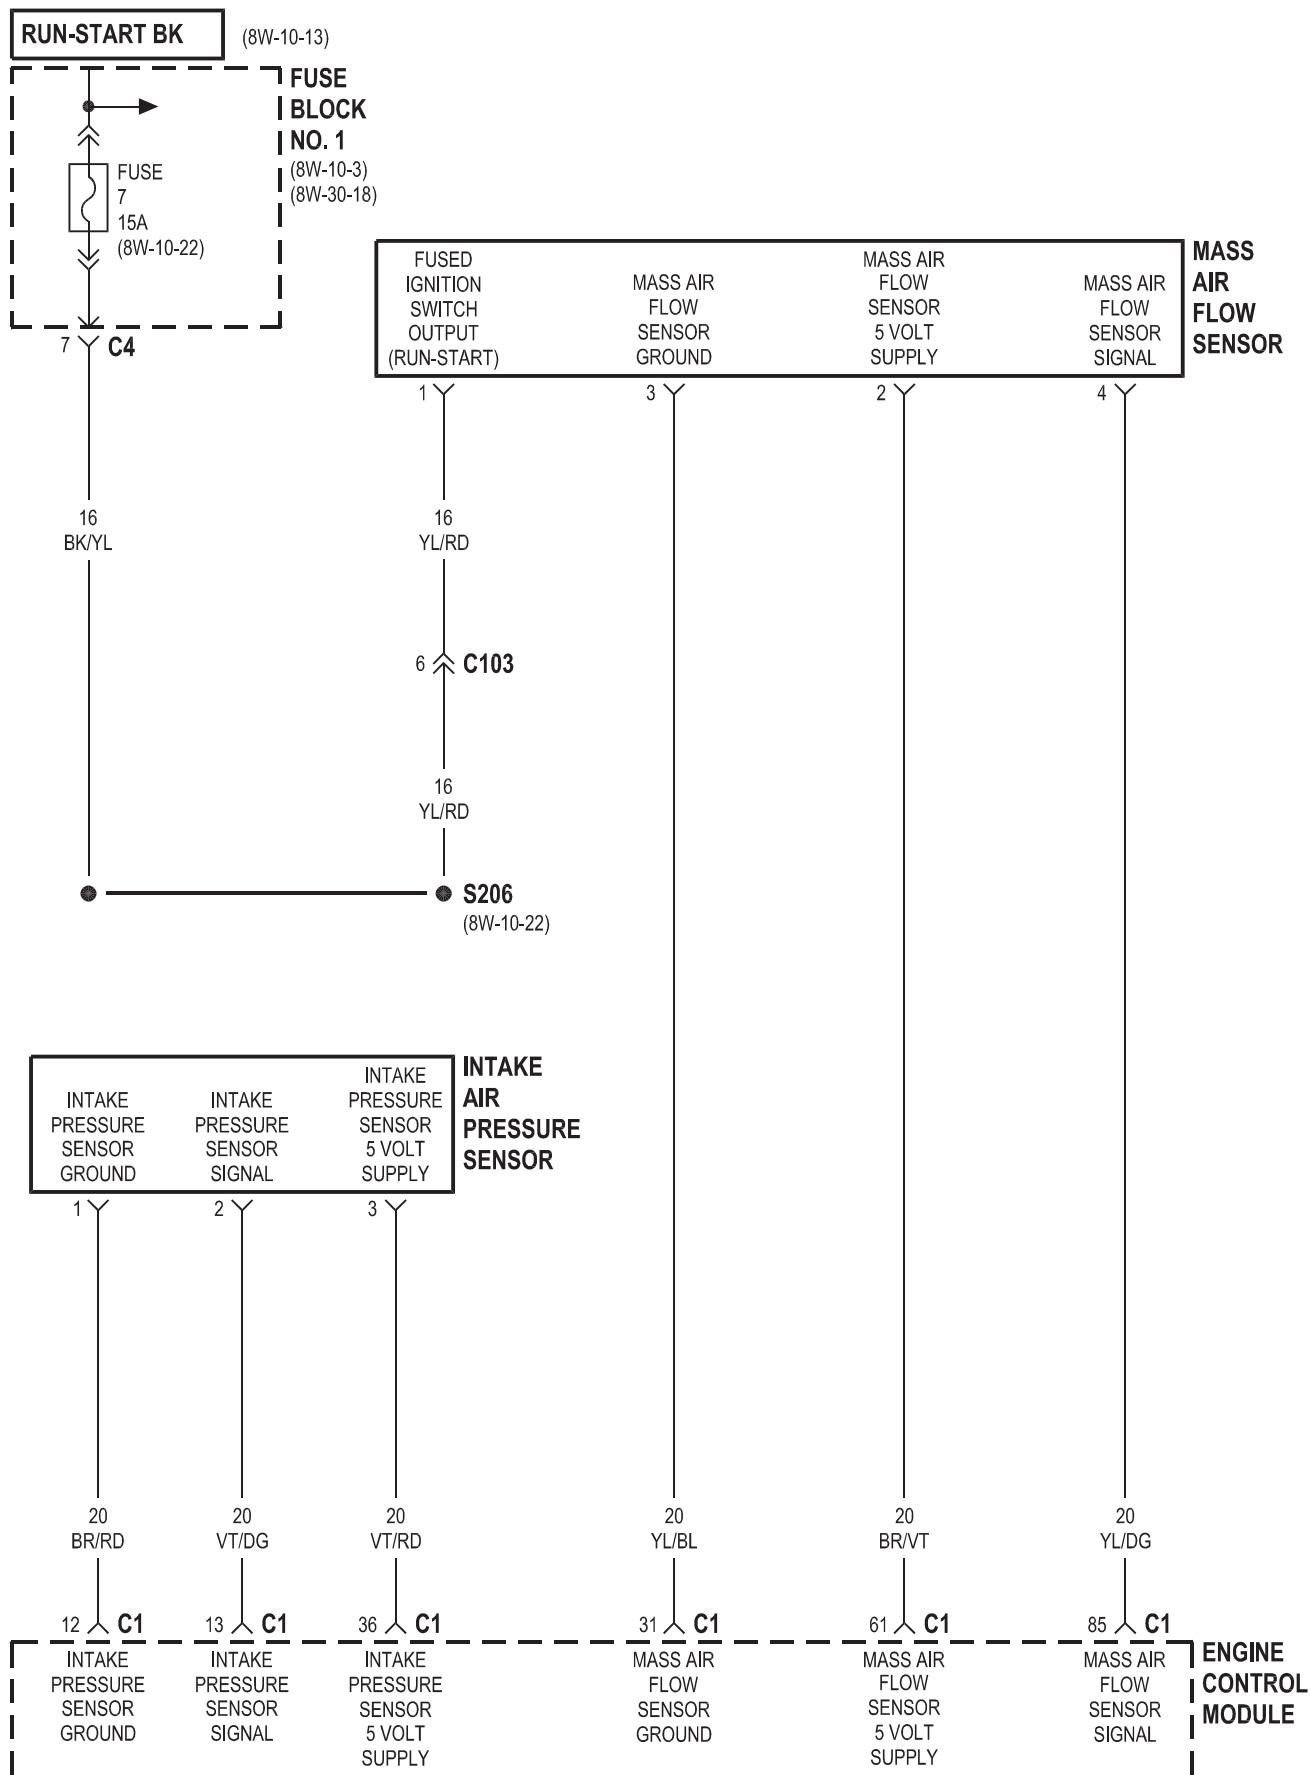 RUN-START BK
(8W-10-13)
FUSE
BLOCK
NO. 1
(8W-10-3)
(8W-30-18)
FUSE
7
15A
(8W-10-22)
7 C4
FUSED
IGNITION
SWITCH
OUTPUT
(RUN-START)
MASS AIR
FLOW
SENSOR
GROUND
MASS AIR
FLOW
SENSOR
5 VOLT
SUPPLY
MASS AIR
FLOW
SENSOR
SIGNAL
MASS
AIR
FLOW
SENSOR
1
3
2
4
16
BK/YL
16
YL/RD
6 C103
16
YL/RD
S206
(8W-10-22)
INTAKE
PRESSURE
SENSOR
GROUND
INTAKE
PRESSURE
SENSOR
SIGNAL
INTAKE
PRESSURE
SENSOR
5 VOLT
SUPPLY
INTAKE
AIR
PRESSURE
SENSOR
1
2
3
20
BR/RD
20
VT/DG
20
VT/RD
20
YL/BL
20
BR/VT
20
YL/DG
12 C1
13 C1
36 C1
31 C1
61 C1
85 C1
INTAKE
PRESSURE
SENSOR
GROUND
INTAKE
PRESSURE
SENSOR
SIGNAL
INTAKE
PRESSURE
SENSOR
5 VOLT
SUPPLY
MASS AIR
FLOW
SENSOR
GROUND
MASS AIR
FLOW
SENSOR
5 VOLT
SUPPLY
MASS AIR
FLOW
SENSOR
SIGNAL
ENGINE
CONTROL
MODULE